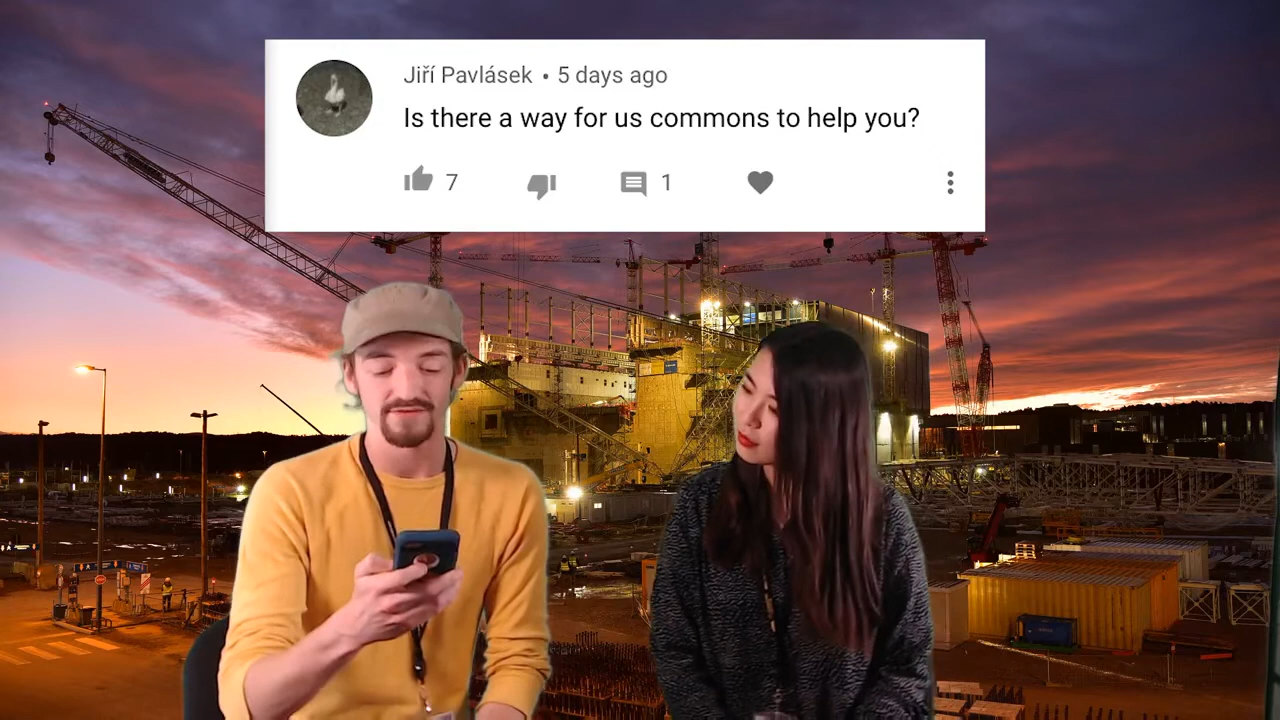 Jiří Pavlásek • 5 days ago
Is there a way for us commons to help you?
7
1